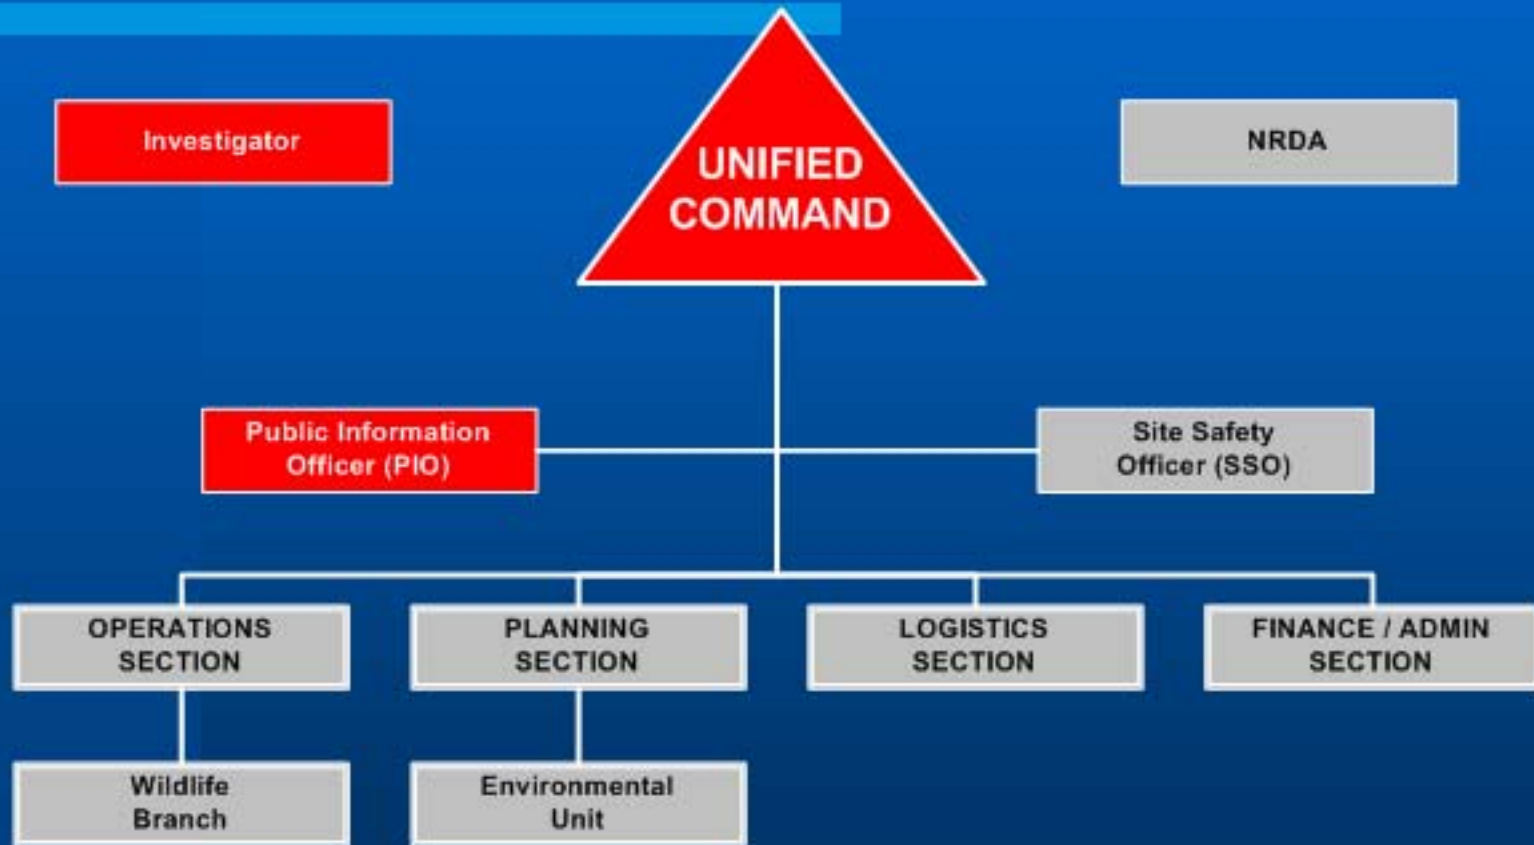 Investigator
UNIFIED
COMMAND
NRDA
Public Information
Officer (PIO)
Site Safety
Officer (SSO)
OPERATIONS
SECTION
PLANNING
SECTION
LOGISTICS
SECTION
FINANCE / ADMIN
SECTION
Wildlife
Branch
Environmental
Unit